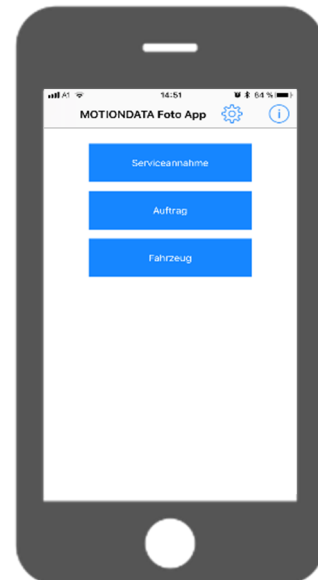 A1 14:51 64 %
MOTIONDATA Foto App i
Serviceannahme
Auftrag
Fahrzeug